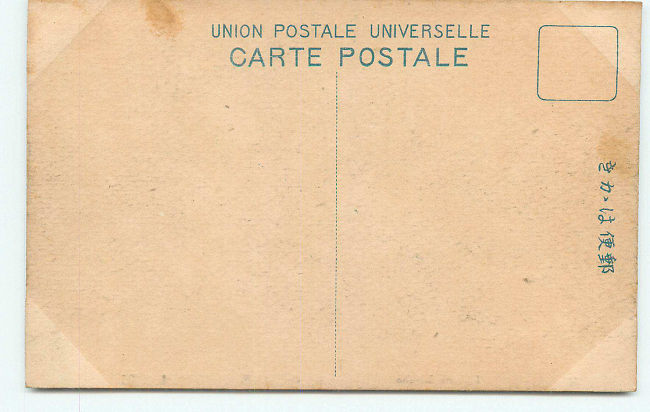 UNION POSTALE UNIVERSELLE
CARTE POSTALE
郵便はがき